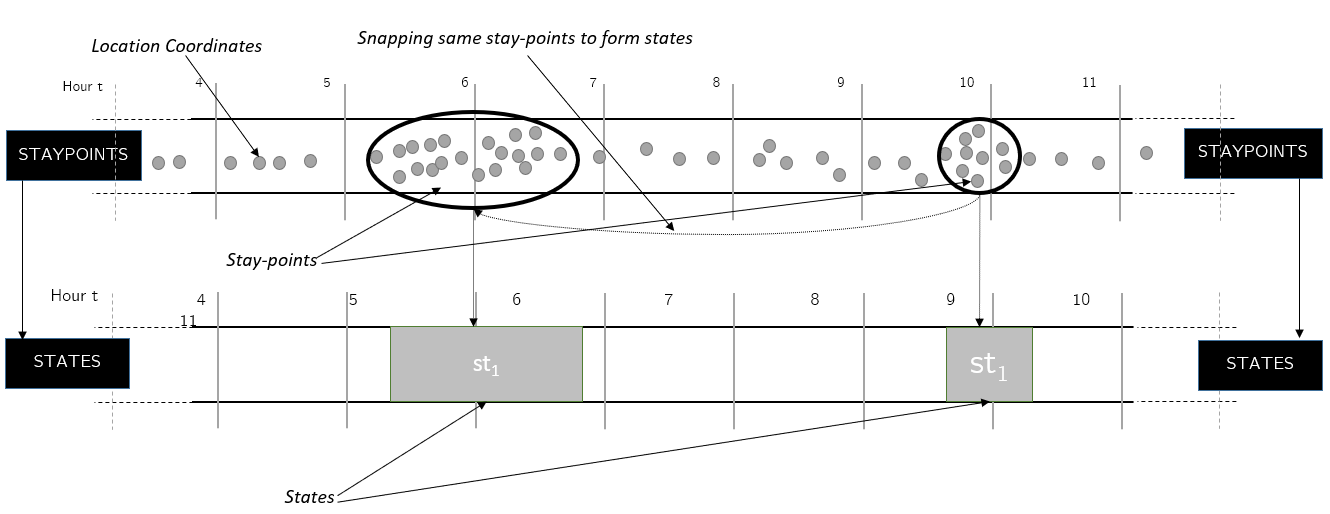 Snapping same stay-points to form states
Location Coordinates
Hour t 4 5 6 7 8 9 10 11
STAYPOINTS
STAYPOINTS
Stay-points
Hour t 4 5 6 7 8 9 10
11
STATES
st1
st1
STATES
States